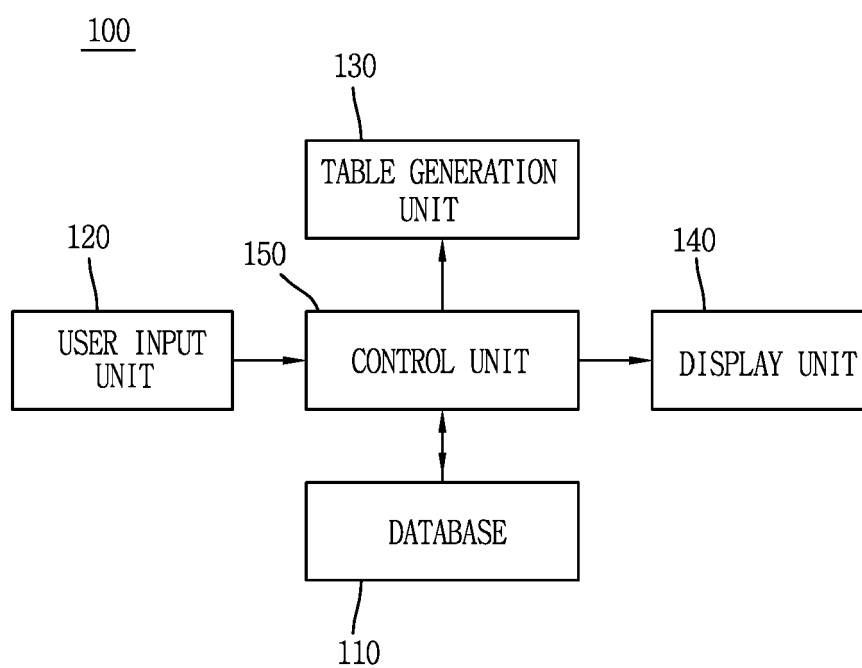 100
130
TABLE GENERATION
UNIT
120
150
140
USER INPUT
UNIT
CONTROL UNIT
DISPLAY UNIT
DATABASE
110